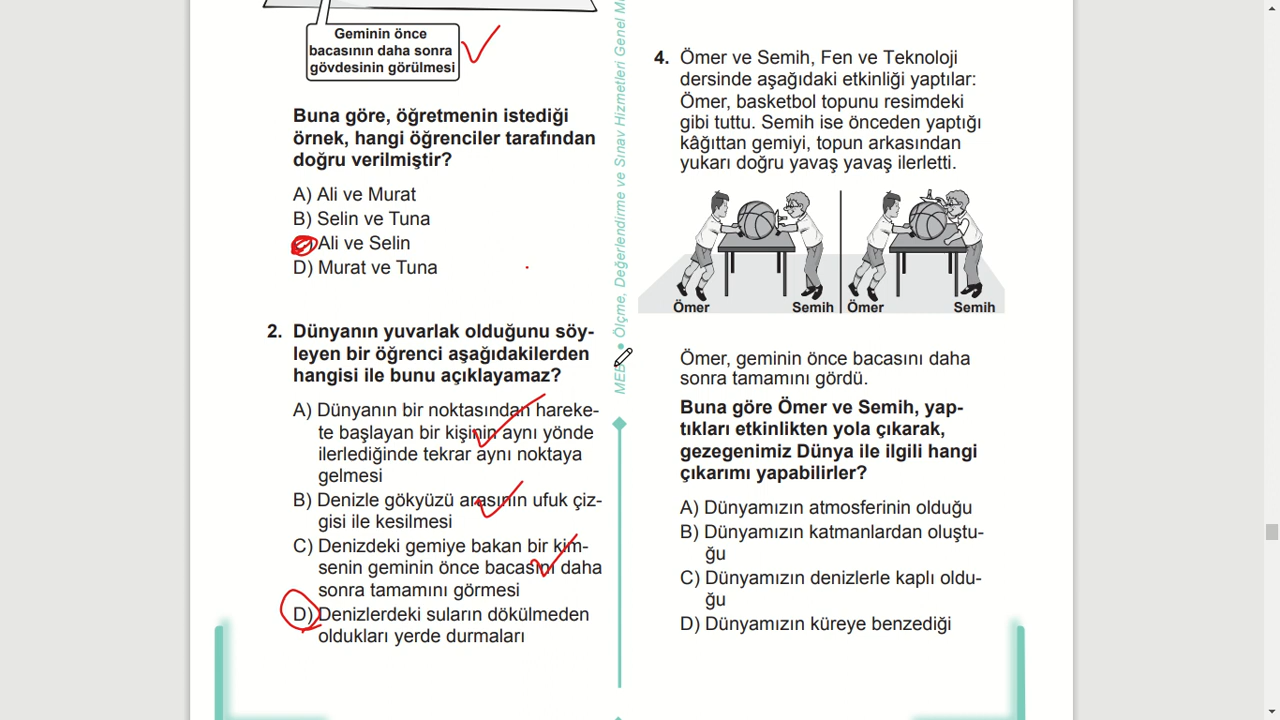 Geminin önce
bacasının daha sonra
gövdesinin görülmesi
Buna göre, öğretmenin istediği
örnek, hangi öğrenciler tarafından
doğru verilmiştir?
A) Ali ve Murat
B) Selin ve Tuna
Ali ve Selin
D) Murat ve Tuna
2. Dünyanın yuvarlak olduğunu söy-
leyen bir öğrenci aşağıdakilerden
hangisi ile bunu açıklayamaz?
A) Dünyanın bir noktasından hareke-
te başlayan bir kişinin aynı yönde
ilerlediğinde tekrar aynı noktaya
gelmesi
B) Denizle gökyüzü arasının ufuk çiz-
gisi ile kesilmesi
C) Denizdeki gemiye bakan bir kim-
senin geminin önce bacasını daha
sonra tamamını görmesi
D) Denizlerdeki suların dökülmeden
oldukları yerde durmaları
MEB ● Ölçme, Değerlendirme ve Sınav Hizmetleri Genel
4. Ömer ve Semih, Fen ve Teknoloji
dersinde aşağıdaki etkinliği yaptılar:
Ömer, basketbol topunu resimdeki
gibi tuttu. Semih ise önceden yaptığı
kâğıttan gemiyi, topun arkasından
yukarı doğru yavaş yavaş ilerletti.
Ömer Semih Ömer Semih
Ömer, geminin önce bacasını daha
sonra tamamını gördü.
Buna göre Ömer ve Semih, yap-
tıkları etkinlikten yola çıkarak,
gezegenimiz Dünya ile ilgili hangi
çıkarımı yapabilirler?
A) Dünyamızın atmosferinin olduğu
B) Dünyamızın katmanlardan oluştu-
ğu
C) Dünyamızın denizlerle kaplı oldu-
ğu
D) Dünyamızın küreye benzediği